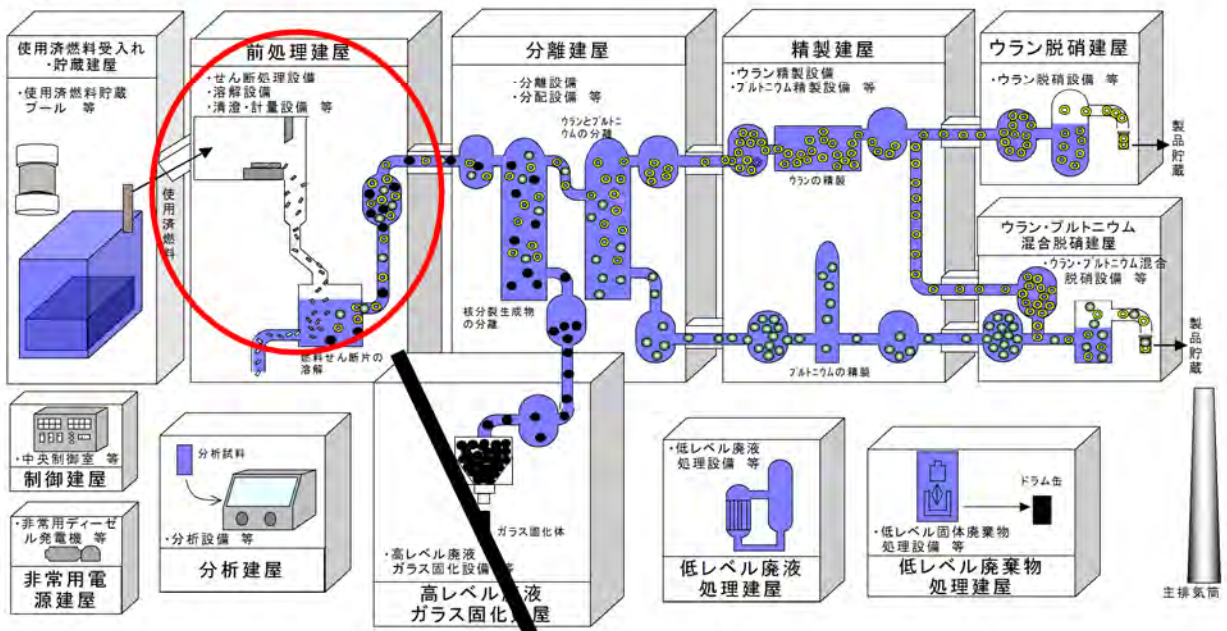 使用済燃料受入れ
・貯蔵建屋
・使用済燃料貯蔵
プール 等
使用済燃料
前処理建屋
・せん断処理設備
・溶解設備
・清澄・計量設備 等
燃料せん断片の
溶解
分離建屋
・分離設備
・分配設備 等
ウランとプルトニ
ウムの分離
核分裂生成物
の分離
精製建屋
・ウラン精製設備
・プルトニウム精製設備 等
ウランの精製
プルトニウムの精製
ウラン脱硝建屋
・ウラン脱硝設備 等
製品貯蔵
ウラン・プルトニウム
混合脱硝建屋
・ウラン・プルトニウム混合
脱硝設備 等
製品貯蔵
・中央制御室 等
制御建屋
・非常用ディーゼ
ル発電機 等
非常用電
源建屋
分析試料
・分析設備 等
分析建屋
ガラス固化体
・高レベル廃液
ガラス固化設備
高レベル
液
ガラス固化
屋
・低レベル廃液
処理設備 等
低レベル廃液
処理建屋
ドラム缶
・低レベル固体廃棄物
処理設備 等
低レベル廃棄物
処理建屋
主排気筒